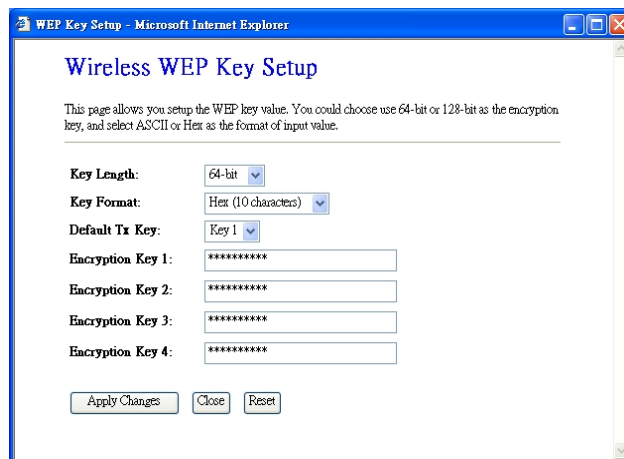 WEP Key Setup - Microsoft Internet Explorer
Wireless WEP Key Setup
This page allows you setup the WEP key value. You could choose use 64-bit or 128-bit as the encryption
key, and select ASCII or Hex as the format of input value.
Key Length: 64-bit
Key Format: Hex (10 characters)
Default Tx Key: Key 1
Encryption Key 1: **********
Encryption Key 2: **********
Encryption Key 3: **********
Encryption Key 4: **********
Apply Changes Close Reset